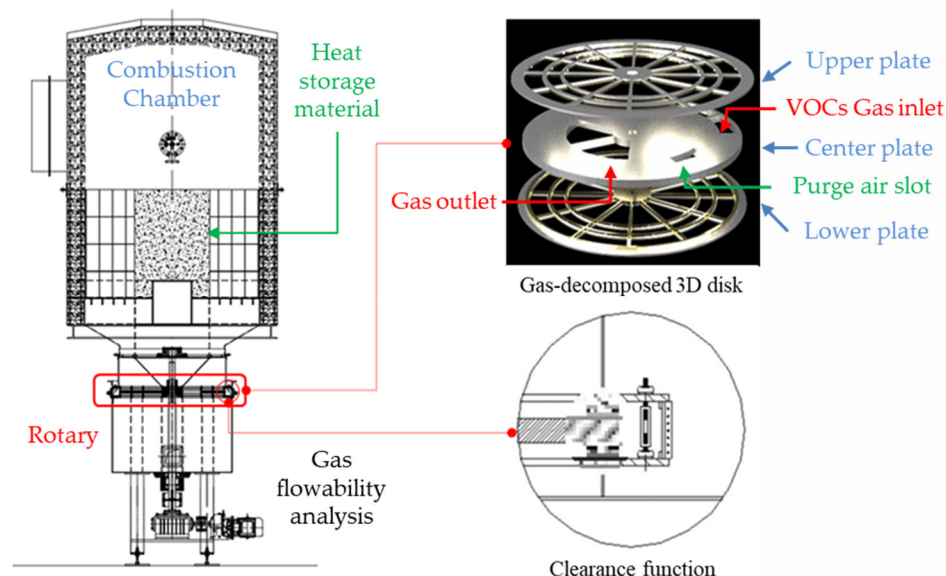 Combustion
Chamber
Heat
storage
material
Rotary
Gas
flowability
analysis
Upper plate
VOCs Gas inlet
Center plate
Purge air slot
Gas outlet
Lower plate
Gas-decomposed 3D disk
Clearance function